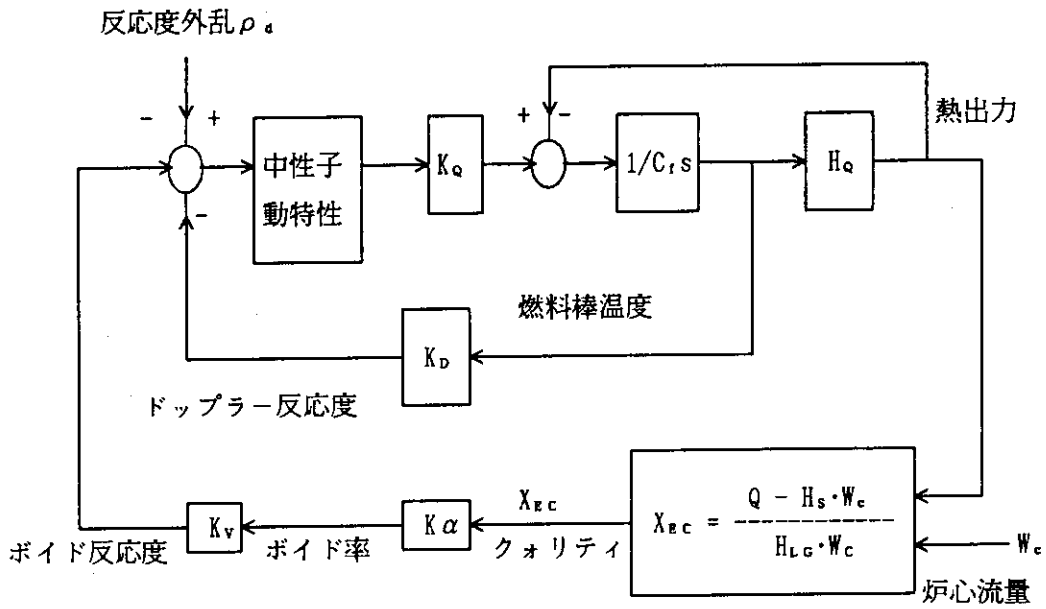 反応度外乱ρd
- +
+ -
熱出力
中性子
動特性
KQ
1/CfS
HQ
-
燃料棒温度
KD
ドップラー反応度
XEC
XEC = Q - HS·Wc / HLG·WC
KV
Kα
ボイド反応度
ボイド率
クォリティ
Wc
炉心流量